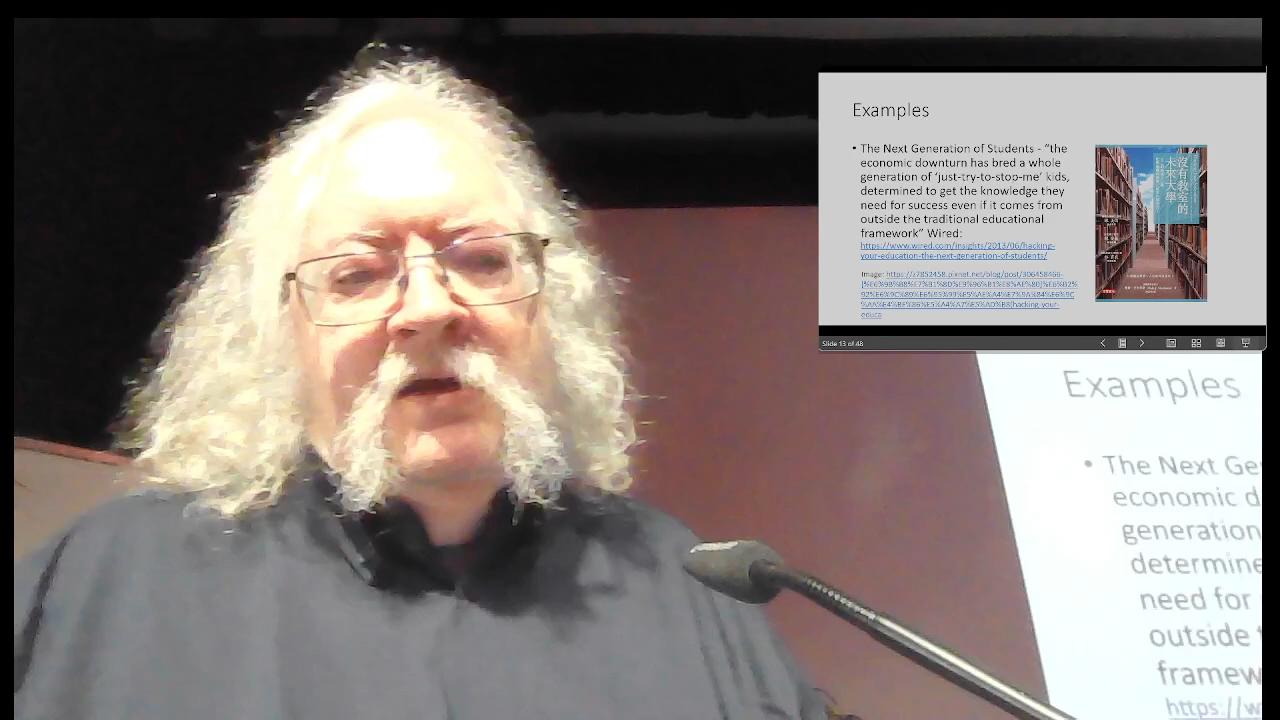 Examples
• The Next Generation of Students - "the
economic downturn has bred a whole
generation of 'just-try-to-stop-me' kids,
determined to get the knowledge they
need for success even if it comes from
outside the traditional educational
framework" Wired:
https://www.wired.com/insights/2013/06/hacking-
your-education-the-next-generation-of-students/
Slide 13 of 48
沒有教室的
未來大學
Examples
• The Next Ge
economic d
generation
determine
need for
outside
framew
https://w